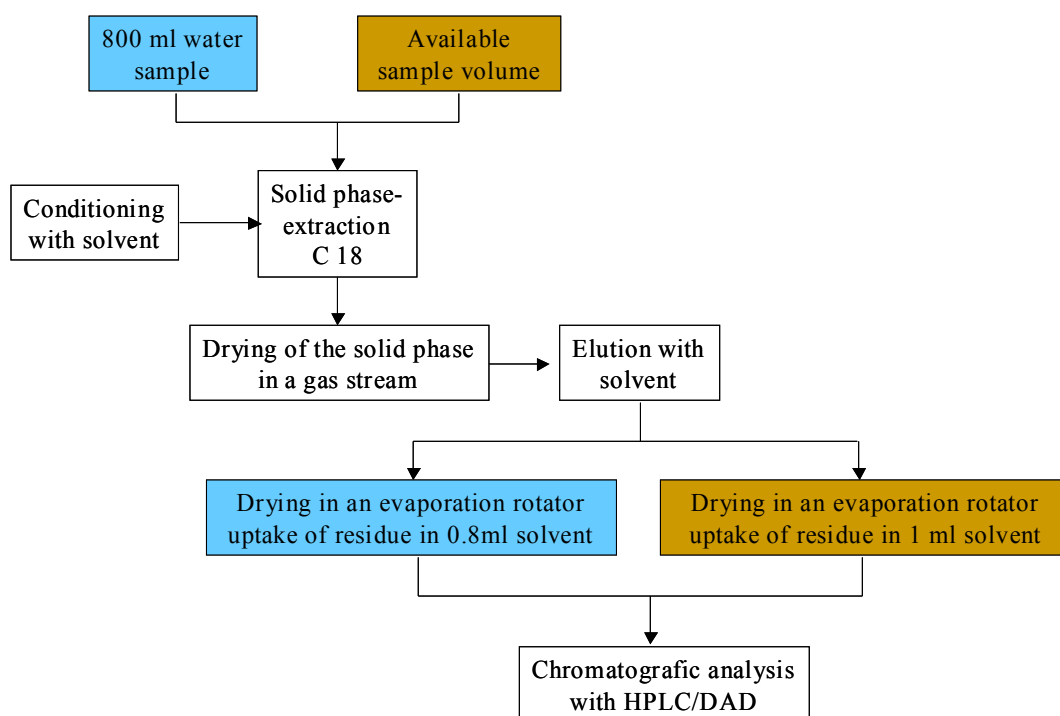 800 ml water
sample
Available
sample volume
Conditioning
with solvent
Solid phase-
extraction
C 18
Drying of the solid phase
in a gas stream
Elution with
solvent
Drying in an evaporation rotator
uptake of residue in 0.8ml solvent
Drying in an evaporation rotator
uptake of residue in 1 ml solvent
Chromatografic analysis
with HPLC/DAD